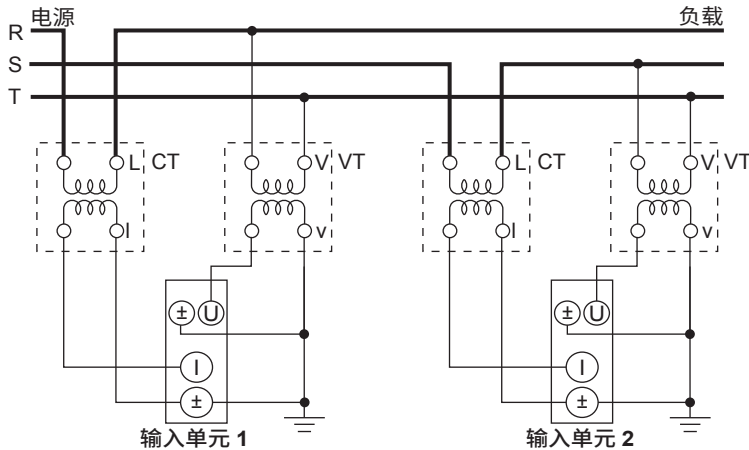 电源 负载
R
S
T
L CT V VT L CT V VT
l v l v
± U ± U
I I
± ±
输入单元 1 输入单元 2